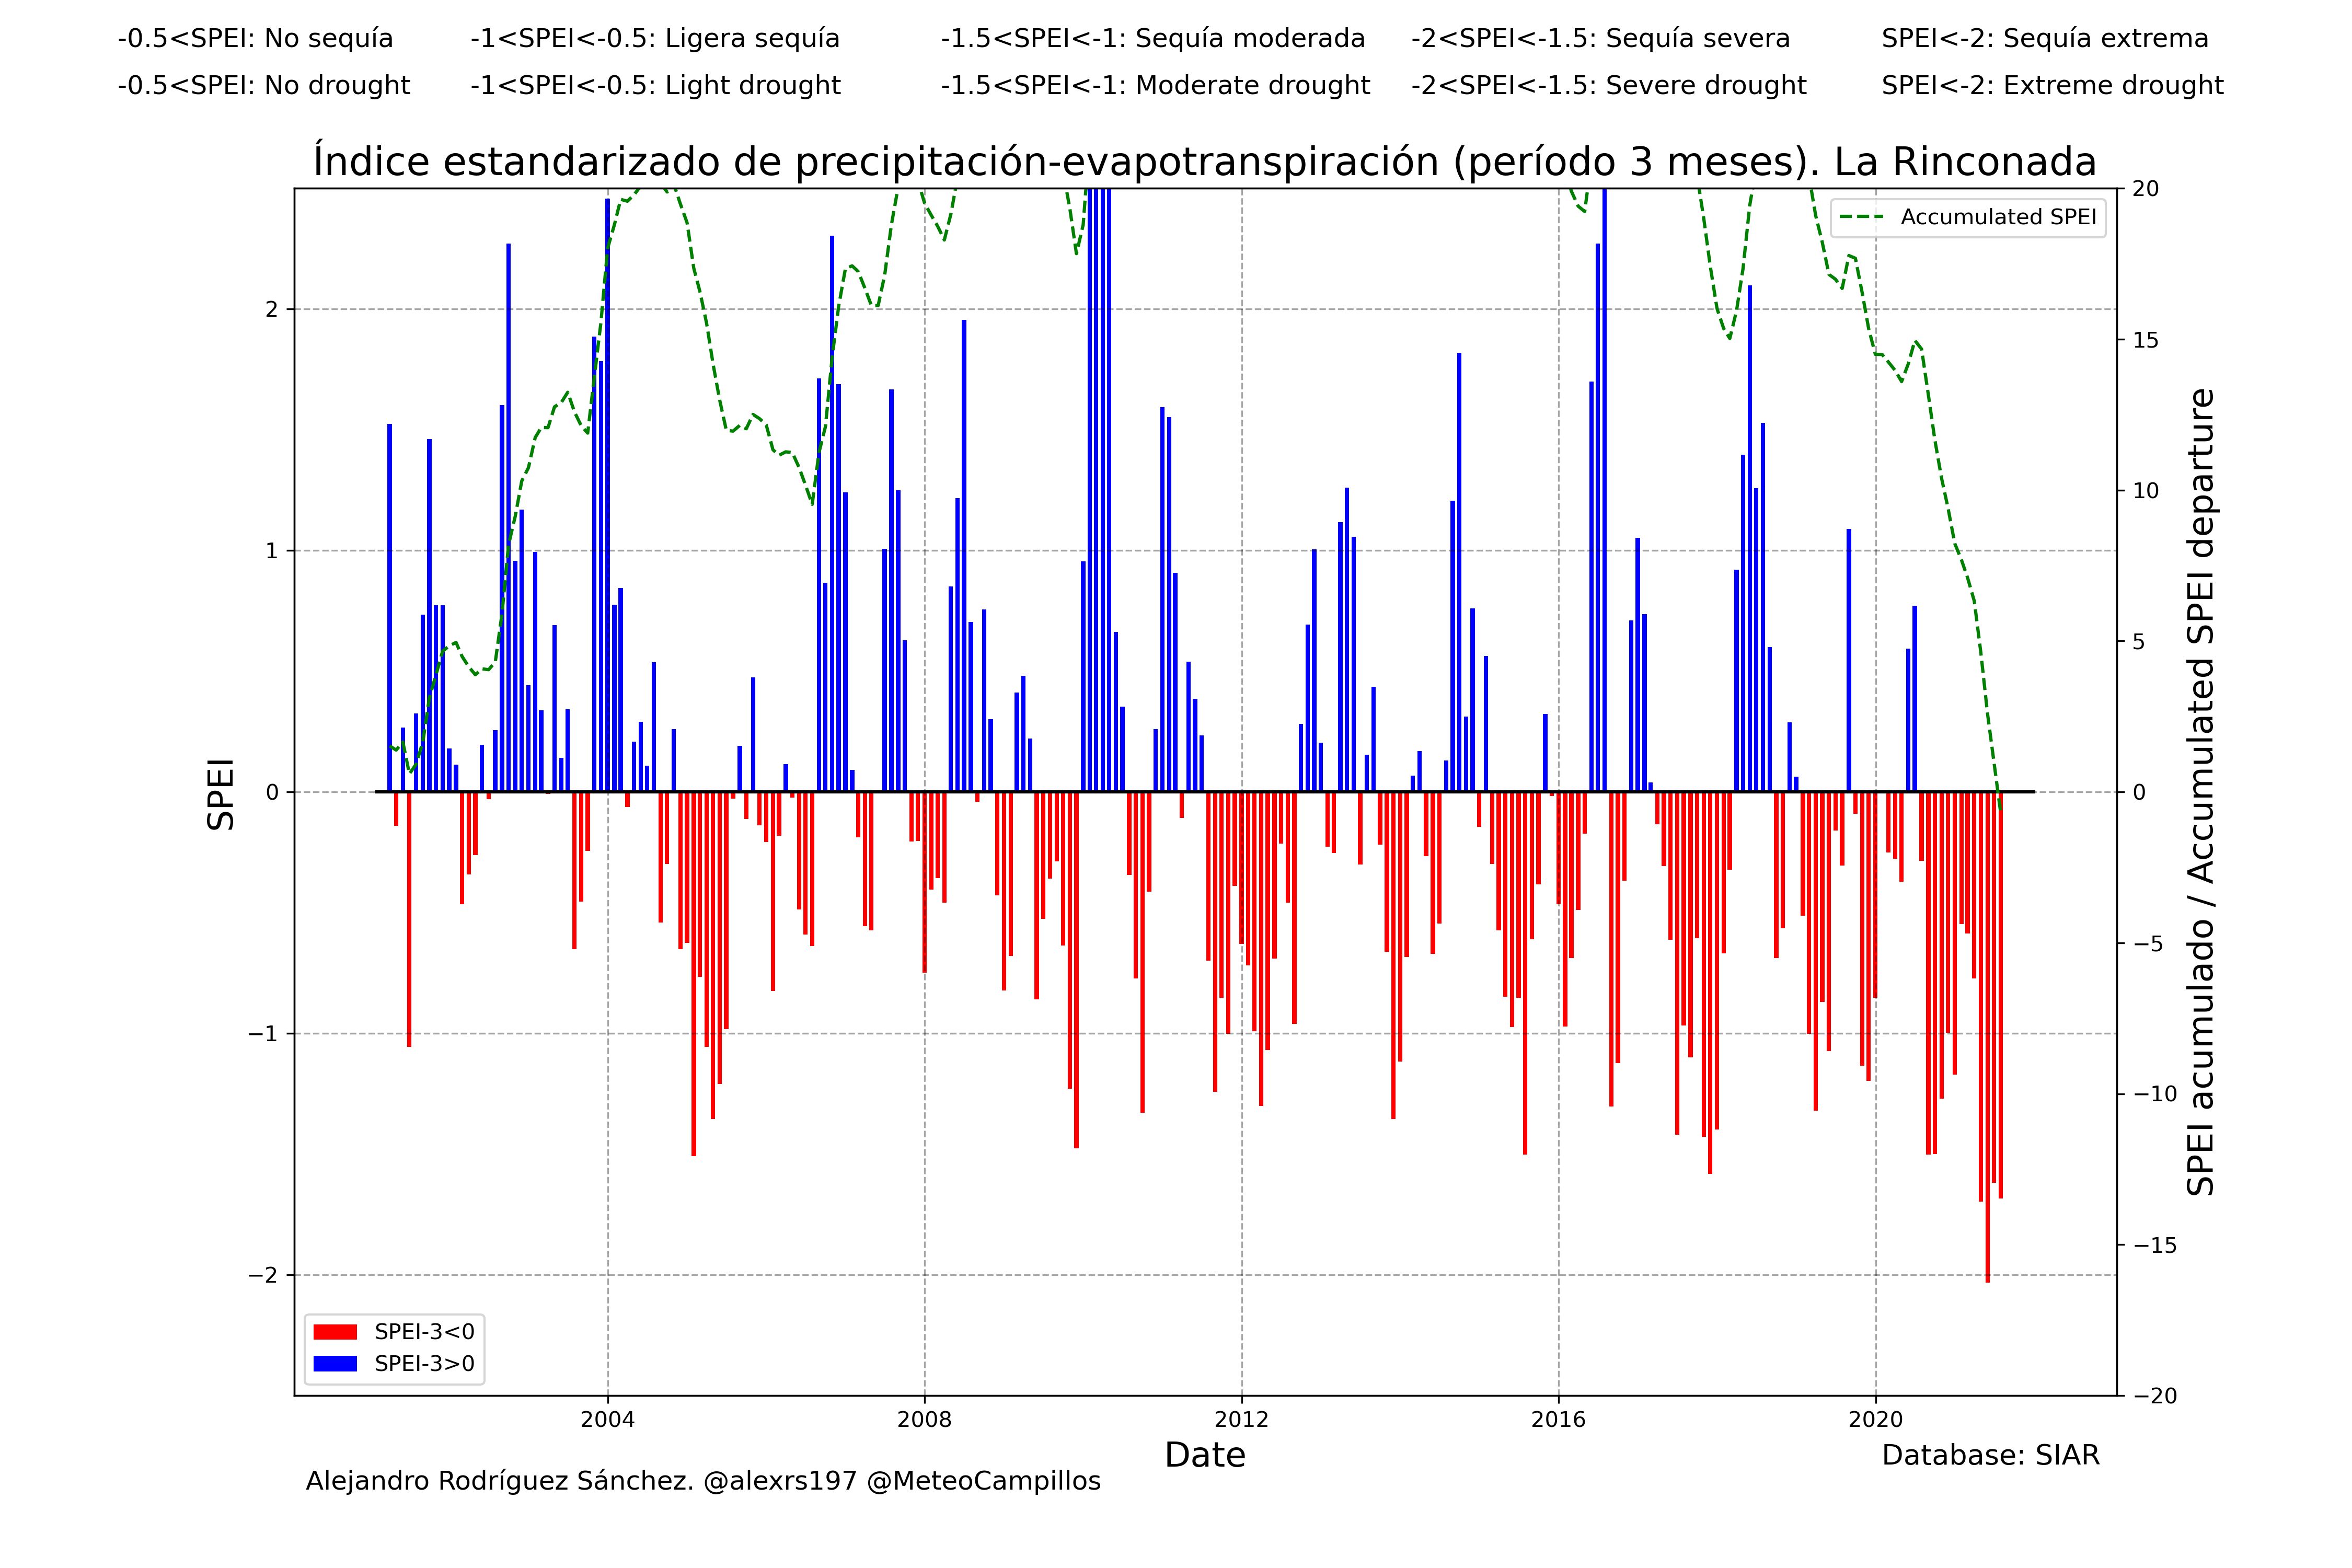 -0.5<SPEI: No sequía -1<SPEI<-0.5: Ligera sequía -1.5<SPEI<-1: Sequía moderada -2<SPEI<-1.5: Sequía severa SPEI<-2: Sequía extrema
-0.5<SPEI: No drought -1<SPEI<-0.5: Light drought -1.5<SPEI<-1: Moderate drought -2<SPEI<-1.5: Severe drought SPEI<-2: Extreme drought
Índice estandarizado de precipitación-evapotranspiración (período 3 meses). La Rinconada
Accumulated SPEI
SPEI
2
1
0
−1
−2
20
15
10
5
0
−5
−10
−15
−20
SPEI acumulado / Accumulated SPEI departure
SPEI-3<0
SPEI-3>0
2004 2008 2012 2016 2020
Date
Database: SIAR
Alejandro Rodríguez Sánchez. @alexrs197 @MeteoCampillos